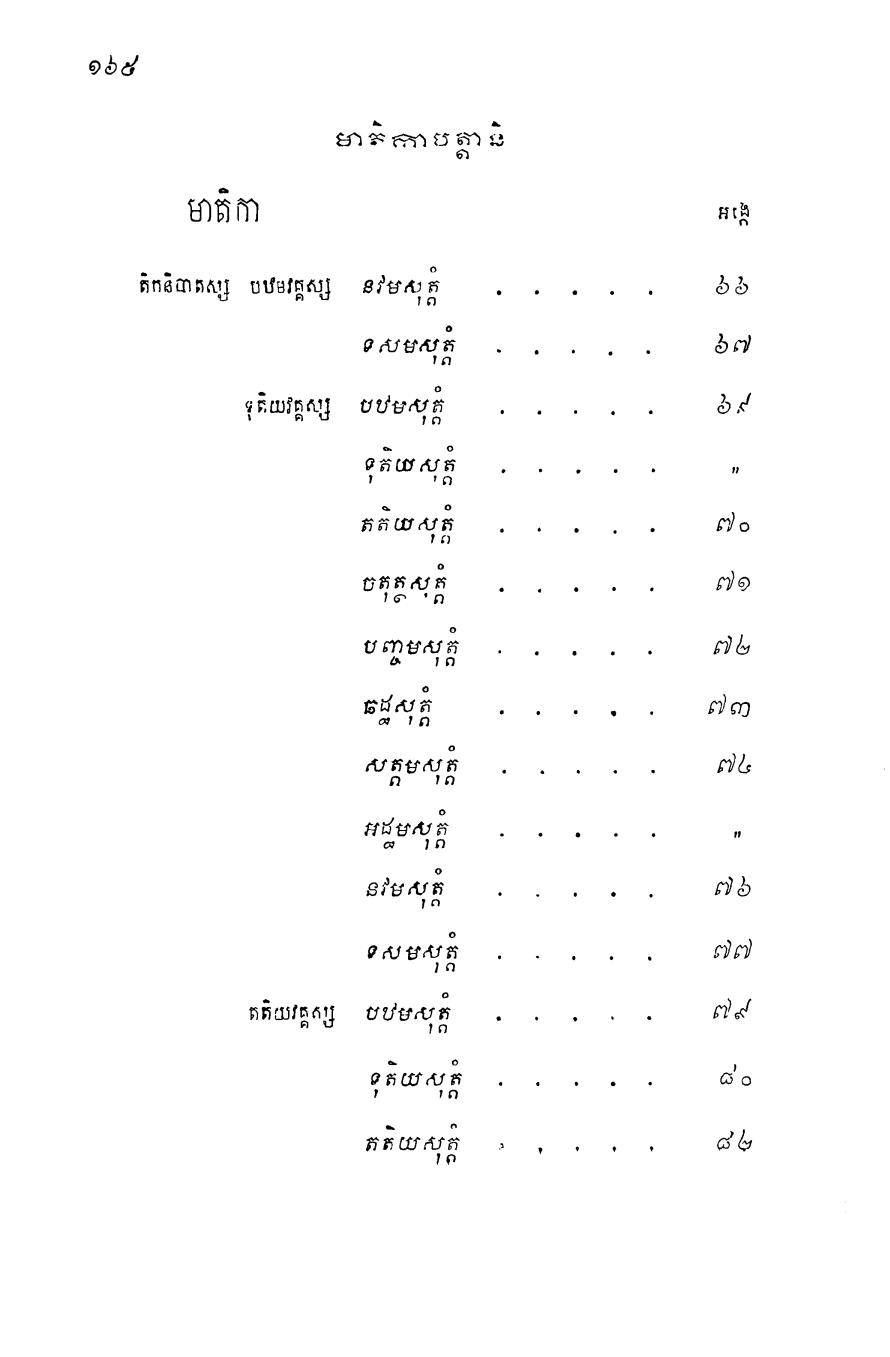 ១៦៥
មាតិកាបត្តានិ
មាតិកា អង្កេ
តិកនិបាតស្ស បឋមវគ្គស្ស នវមសុត្តំ . . . . . ៦៦
ទសមសុត្តំ . . . . . ៦៧
ទុតិយវគ្គស្ស បឋមសុត្តំ . . . . . ៦៩
ទុតិយសុត្តំ . . . . . "
តតិយសុត្តំ . . . . . ៧០
ចតុត្ថសុត្តំ . . . . . ៧១
បញ្ចមសុត្តំ . . . . . ៧២
ឆដ្ឋសុត្តំ . . . . . ៧៣
សត្តមសុត្តំ . . . . . ៧៤
អដ្ឋមសុត្តំ . . . . . "
នវមសុត្តំ . . . . . ៧៦
ទសមសុត្តំ . . . . . ៧៧
តតិយវគ្គស្ស បឋមសុត្តំ . . . . . ៧៩
ទុតិយសុត្តំ . . . . . ៨០
តតិយសុត្តំ . . . . . ៨២